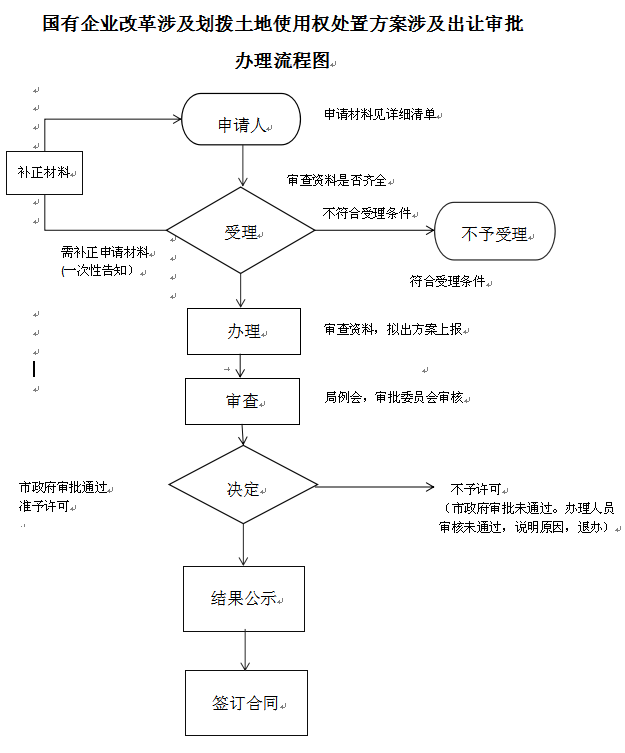 国有企业改革涉及划拨土地使用权处置方案涉及出让审批
办理流程图
申请人
申请材料见详细清单
补正材料
审查资料是否齐全
不符合受理条件
受理
不予受理
需补正申请材料
(一次性告知）
符合受理条件
办理
审查资料，拟出方案上报
审查
局例会，审批委员会审核
市政府审批通过
准予许可
决定
不予许可
（市政府审批未通过。办理人员
审核未通过，说明原因，退办）
结果公示
签订合同